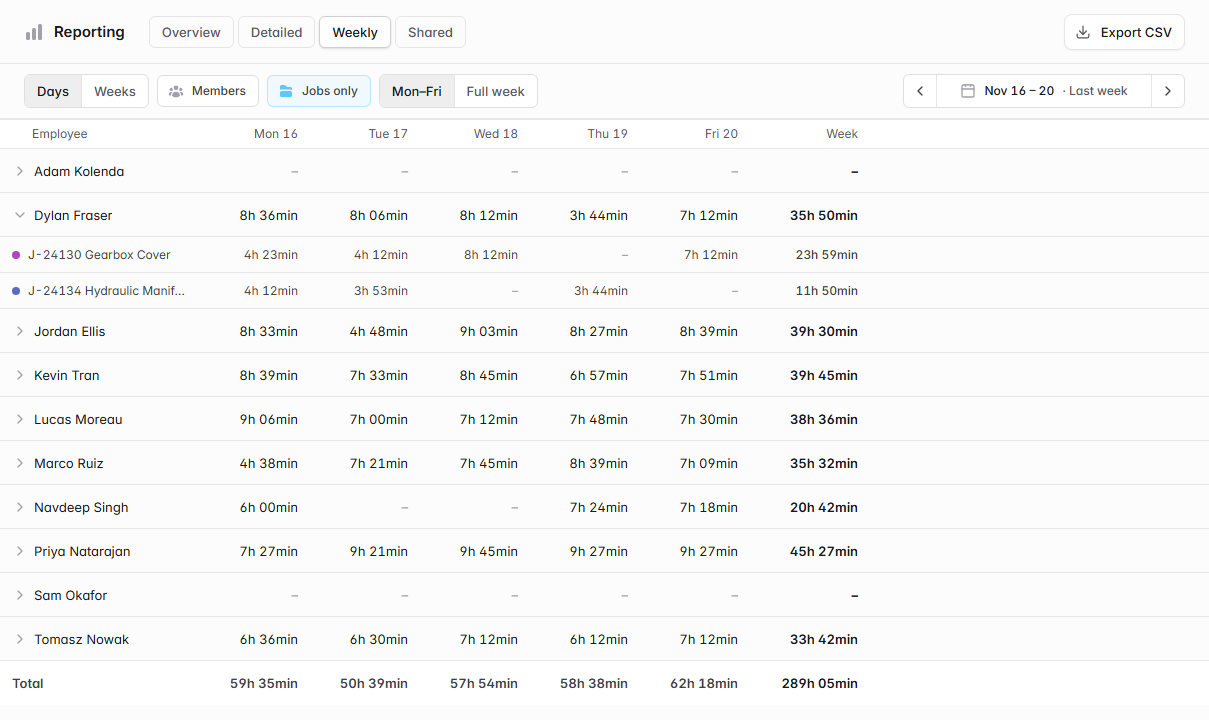 Reporting Overview Detailed Weekly Shared Export CSV
Days Weeks Members Jobs only Mon–Fri Full week Nov 16 – 20 · Last week
Employee Mon 16 Tue 17 Wed 18 Thu 19 Fri 20 Week
Adam Kolenda – – – – – –
Dylan Fraser 8h 36min 8h 06min 8h 12min 3h 44min 7h 12min 35h 50min
J-24130 Gearbox Cover 4h 23min 4h 12min 8h 12min – 7h 12min 23h 59min
J-24134 Hydraulic Manif... 4h 12min 3h 53min – 3h 44min – 11h 50min
Jordan Ellis 8h 33min 4h 48min 9h 03min 8h 27min 8h 39min 39h 30min
Kevin Tran 8h 39min 7h 33min 8h 45min 6h 57min 7h 51min 39h 45min
Lucas Moreau 9h 06min 7h 00min 7h 12min 7h 48min 7h 30min 38h 36min
Marco Ruiz 4h 38min 7h 21min 7h 45min 8h 39min 7h 09min 35h 32min
Navdeep Singh 6h 00min – – 7h 24min 7h 18min 20h 42min
Priya Natarajan 7h 27min 9h 21min 9h 45min 9h 27min 9h 27min 45h 27min
Sam Okafor – – – – – –
Tomasz Nowak 6h 36min 6h 30min 7h 12min 6h 12min 7h 12min 33h 42min
Total 59h 35min 50h 39min 57h 54min 58h 38min 62h 18min 289h 05min